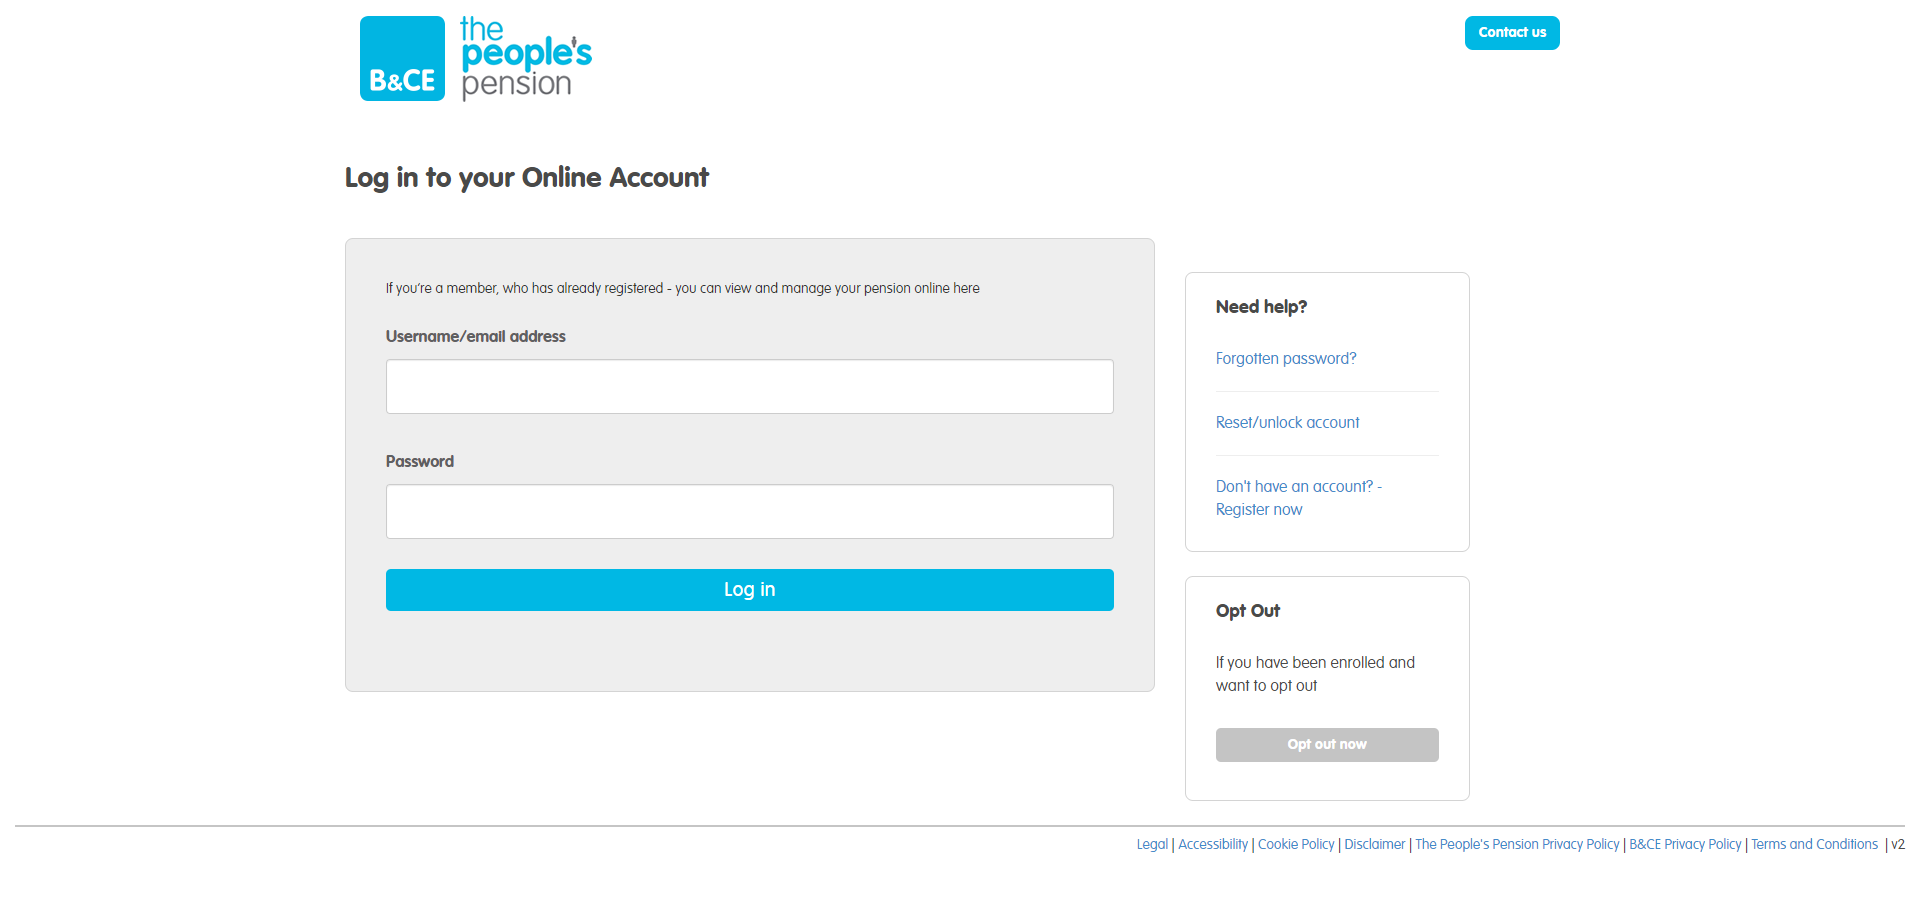 B&CE
the
people's
pension
Contact us
Log in to your Online Account
If you're a member, who has already registered - you can view and manage your pension online here
Username/email address
Password
Log in
Need help?
Forgotten password?
Reset/unlock account
Don't have an account? -
Register now
Opt Out
If you have been enrolled and
want to opt out
Opt out now
Legal | Accessibility | Cookie Policy | Disclaimer | The People's Pension Privacy Policy | B&CE Privacy Policy | Terms and Conditions | v2